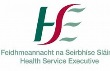 Feidhmeannacht na Seirbhíse Sláinte
Health Service Executive